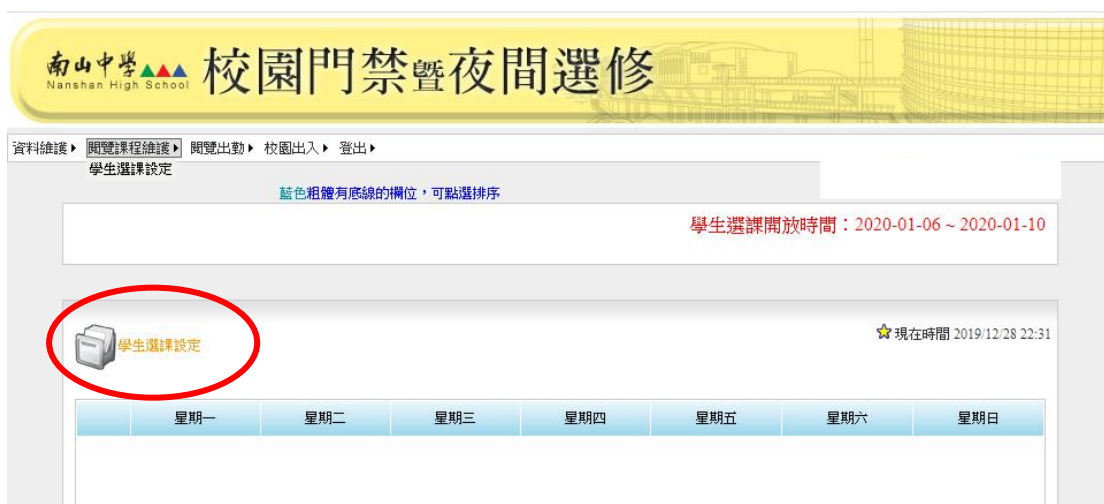 南山中學 校園門禁暨夜間選修
Nanshan High School
資料維護 閱覽課程維護 閱覽出勤 校園出入 登出
學生選課設定
藍色粗體有底線的欄位，可點選排序
學生選課開放時間：2020-01-06 ~ 2020-01-10
學生選課設定
現在時間 2019/12/28 22:31
星期一 星期二 星期三 星期四 星期五 星期六 星期日